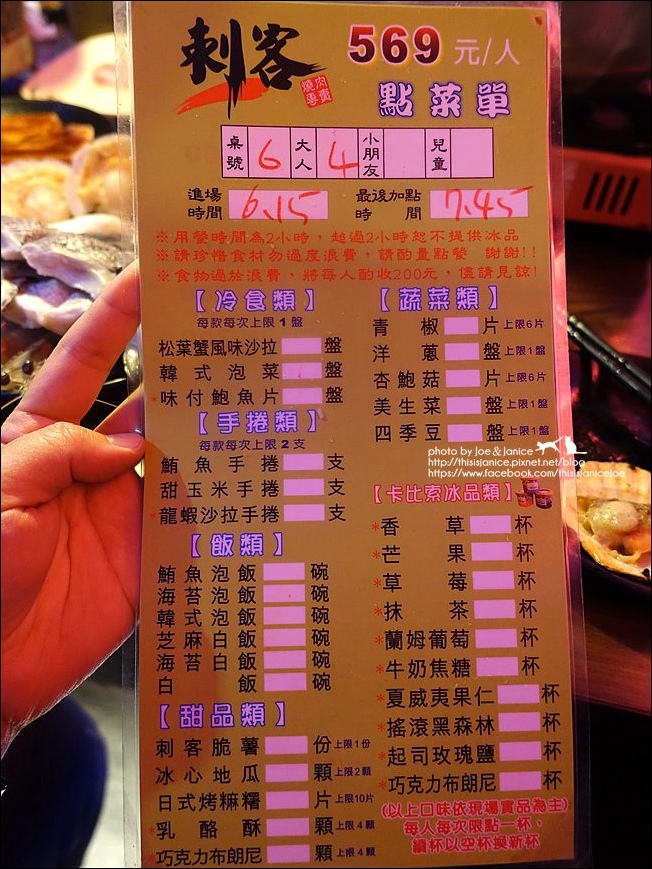 刺客 569 元/人
燒肉專賣
點菜單
桌號 6 大人 4 小朋友 兒童
進場時間 6.15 最後加點時間 7.45
※用餐時間為2小時，超過2小時恕不提供冰品
※請珍惜食材勿過度浪費，請酌量點餐 謝謝!!
※食物過於浪費，將每人酌收200元，儘請見諒!
【冷食類】
每款每次上限1盤
松葉蟹風味沙拉 盤
韓式泡菜 盤
*味付鮑魚片 盤
【手捲類】
每款每次上限2支
鮪魚手捲 支
甜玉米手捲 支
*龍蝦沙拉手捲 支
【飯類】
鮪魚泡飯 碗
海苔泡飯 碗
韓式泡飯 碗
芝麻白飯 碗
海苔白飯 碗
白飯 碗
【甜品類】
刺客脆薯 份上限1份
冰心地瓜 顆上限2顆
日式烤麻糬 片上限10片
*乳酪酥 顆上限4顆
*巧克力布朗尼 顆上限4顆
【蔬菜類】
青椒 片上限6片
洋蔥 盤上限1盤
杏鮑菇 片上限6片
美生菜 盤上限1盤
四季豆 盤上限1盤
photo by Joe & Janice
http://thisisjanice.pixnet.net/blog
https://www.facebook.com/thisisjanicejoe
【卡比索冰品類】
*香草 杯
*芒果 杯
*草莓 杯
*抹茶 杯
*蘭姆葡萄 杯
*牛奶焦糖 杯
*夏威夷果仁 杯
*搖滾黑森林 杯
*起司玫瑰鹽 杯
*巧克力布朗尼 杯
(以上口味依現場實品為主)
每人每次限點一杯，
續杯以空杯換新杯